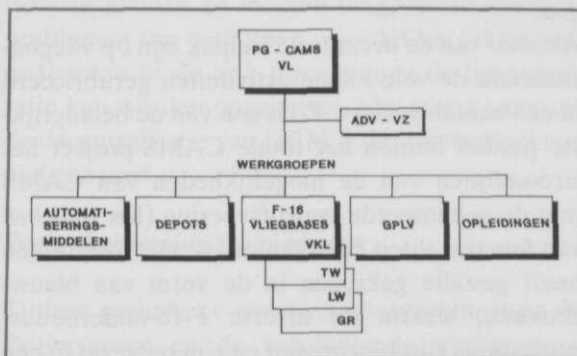 PG - CAMS
VL
ADV - VZ
WERKGROEPEN
AUTOMATI-
SERINGS-
MIDDELEN
DEPOTS
F-16
VLIEGBASES
VKL
GPLV
OPLEIDINGEN
TW
LW
GR